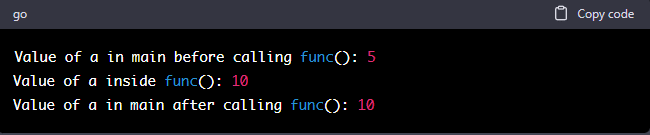 go Copy code
Value of a in main before calling func(): 5
Value of a inside func(): 10
Value of a in main after calling func(): 10